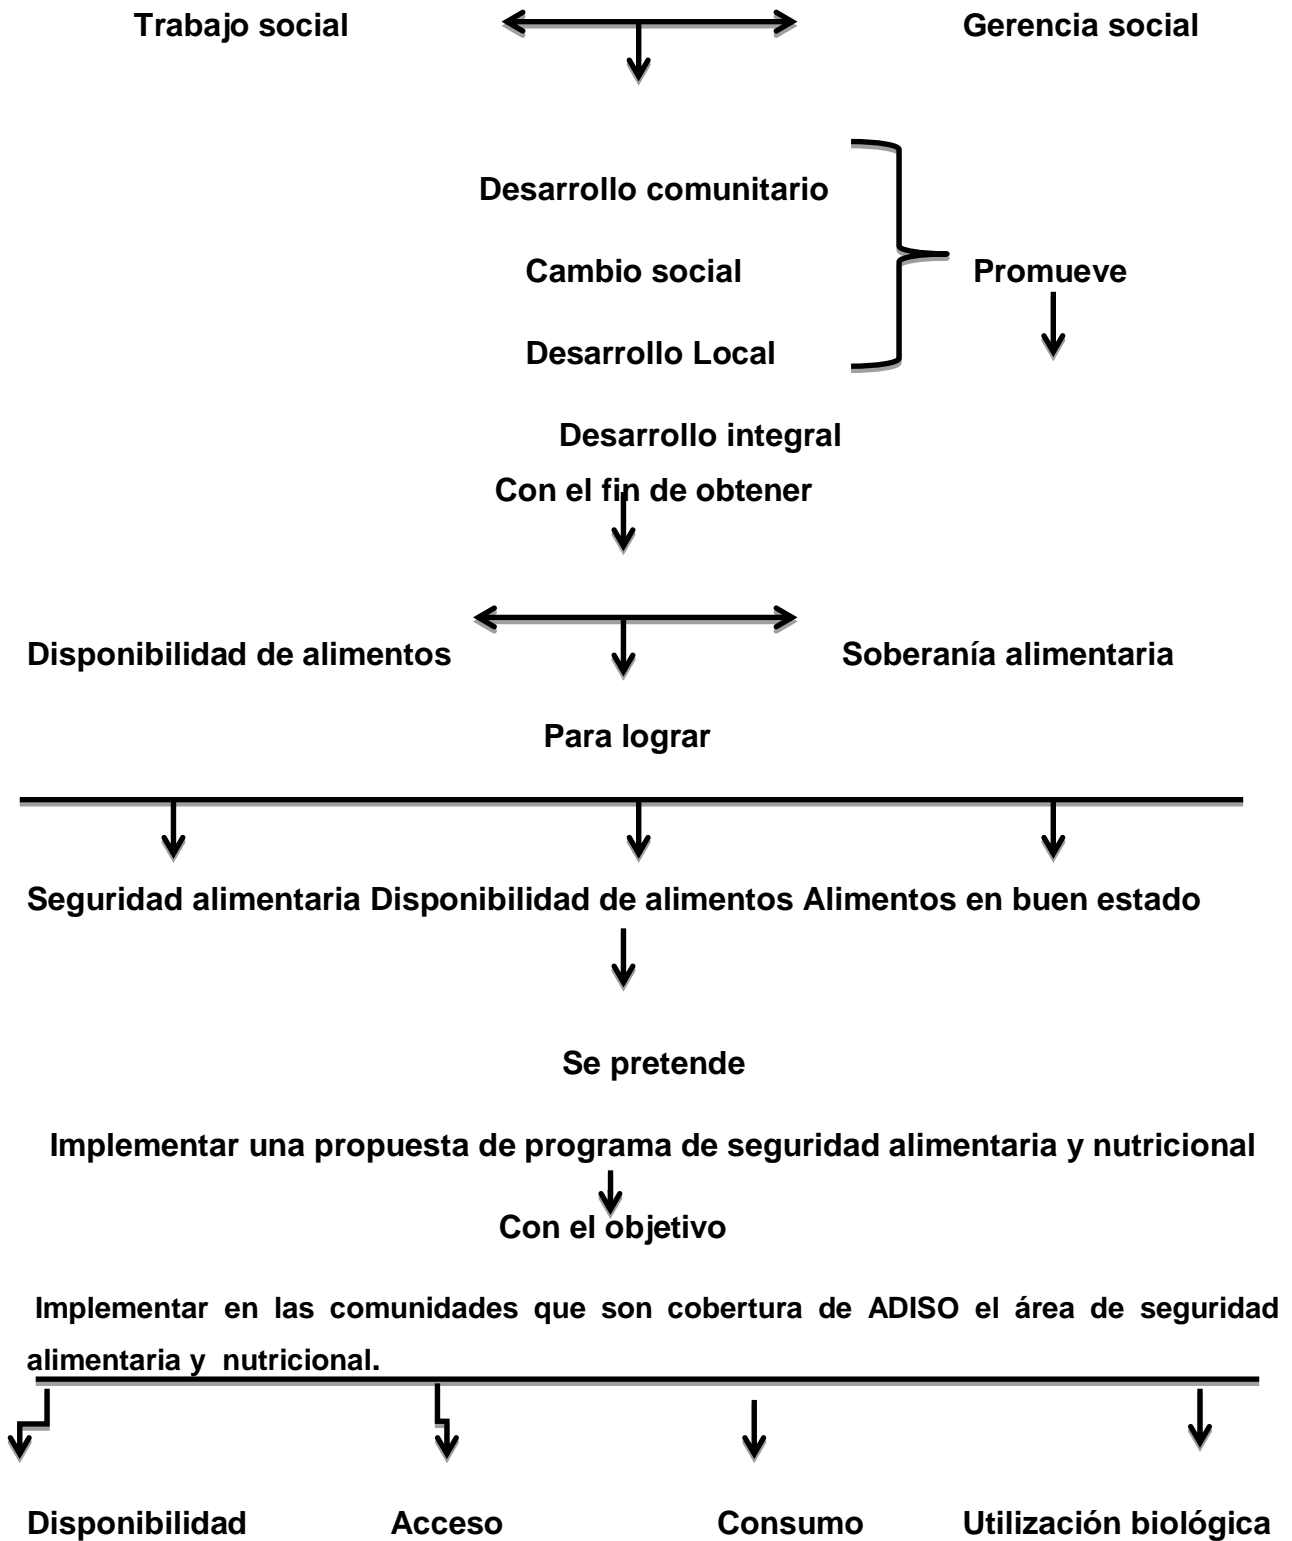 Trabajo social Gerencia social
Desarrollo comunitario
Cambio social Promueve
Desarrollo Local
Desarrollo integral
Con el fin de obtener
Disponibilidad de alimentos Soberanía alimentaria
Para lograr
Seguridad alimentaria Disponibilidad de alimentos Alimentos en buen estado
Se pretende
Implementar una propuesta de programa de seguridad alimentaria y nutricional
Con el objetivo
Implementar en las comunidades que son cobertura de ADISO el área de seguridad
alimentaria y nutricional.
Disponibilidad Acceso Consumo Utilización biológica